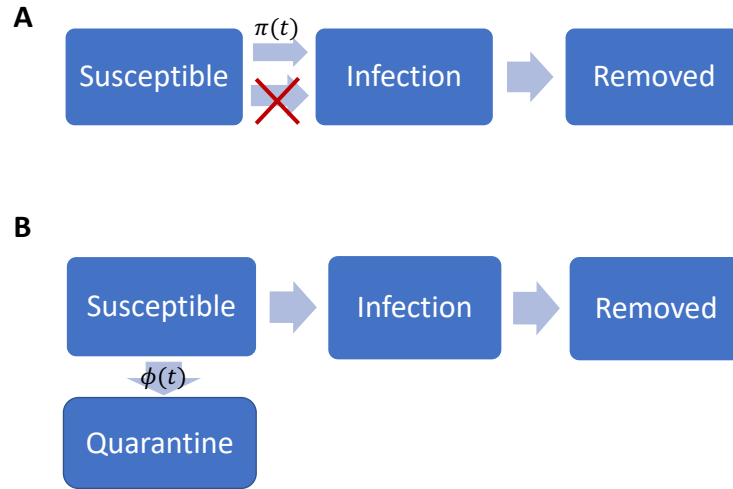 A
π(t)
Susceptible
Infection
Removed
B
Susceptible
Infection
Removed
ϕ(t)
Quarantine